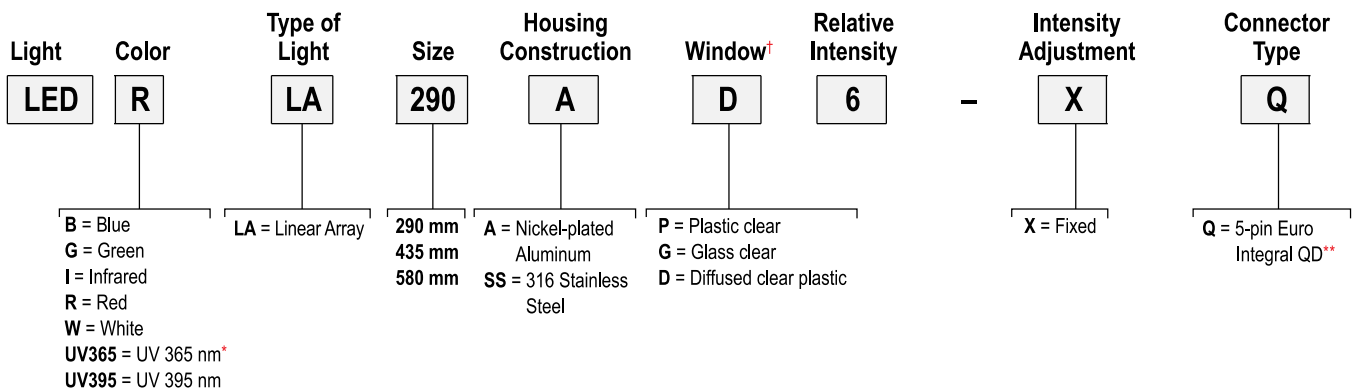 Light
Color
Type of
Light
Size
Housing
Construction
Window†
Relative
Intensity
Intensity
Adjustment
Connector
Type
LED
R
LA
290
A
D
6
–
X
Q
B = Blue
G = Green
I = Infrared
R = Red
W = White
UV365 = UV 365 nm*
UV395 = UV 395 nm
LA = Linear Array
290 mm
435 mm
580 mm
A = Nickel-plated
Aluminum
SS = 316 Stainless
Steel
P = Plastic clear
G = Glass clear
D = Diffused clear plastic
X = Fixed
Q = 5-pin Euro
Integral QD**